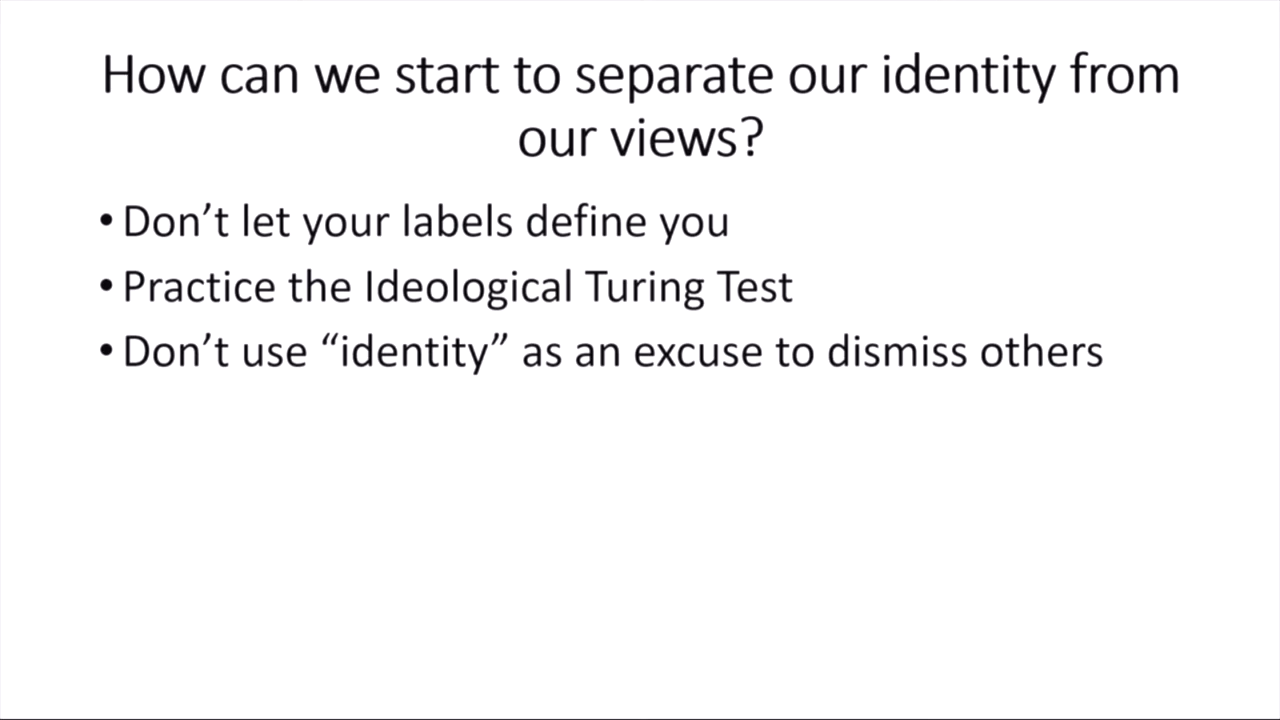 How can we start to separate our identity from
our views?
• Don’t let your labels define you
• Practice the Ideological Turing Test
• Don’t use “identity” as an excuse to dismiss others